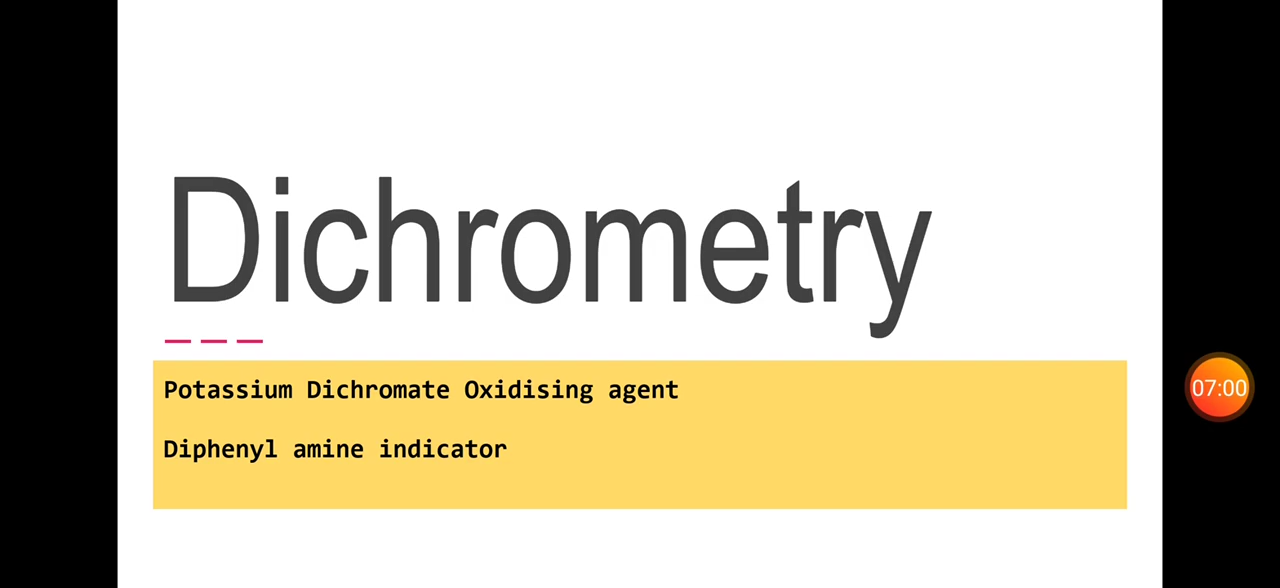 Dichrometry
Potassium Dichromate Oxidising agent
Diphenyl amine indicator
07:00